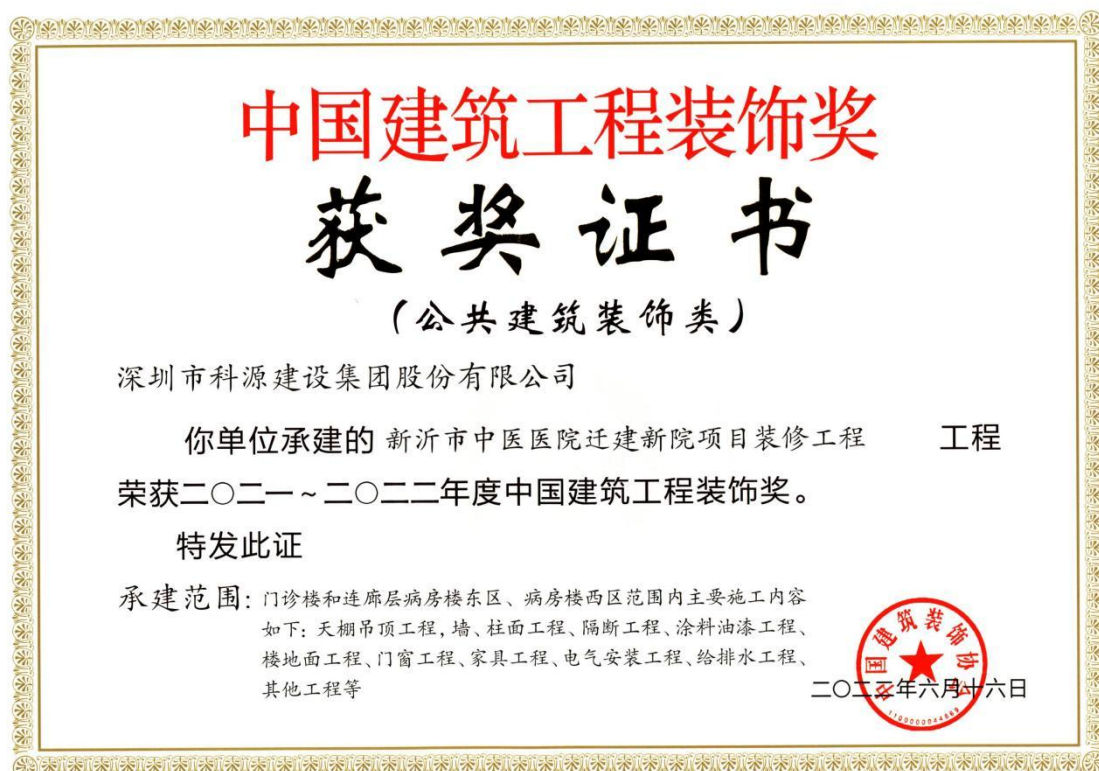 中国建筑工程装饰奖
获奖证书
(公共建筑装饰类)
深圳市科源建设集团股份有限公司
你单位承建的 新沂市中医医院迁建新院项目装修工程 工程
荣获二〇二一~二〇二二年度中国建筑工程装饰奖。
特发此证
承建范围: 门诊楼和连廊层病房楼东区、病房楼西区范围内主要施工内容
如下: 天棚吊顶工程, 墙、柱面工程、隔断工程、涂料油漆工程、
楼地面工程、门窗工程、家具工程、电气安装工程、给排水工程、
其他工程等
中国建筑装饰协会
二〇二三年六月十六日
1100000044869